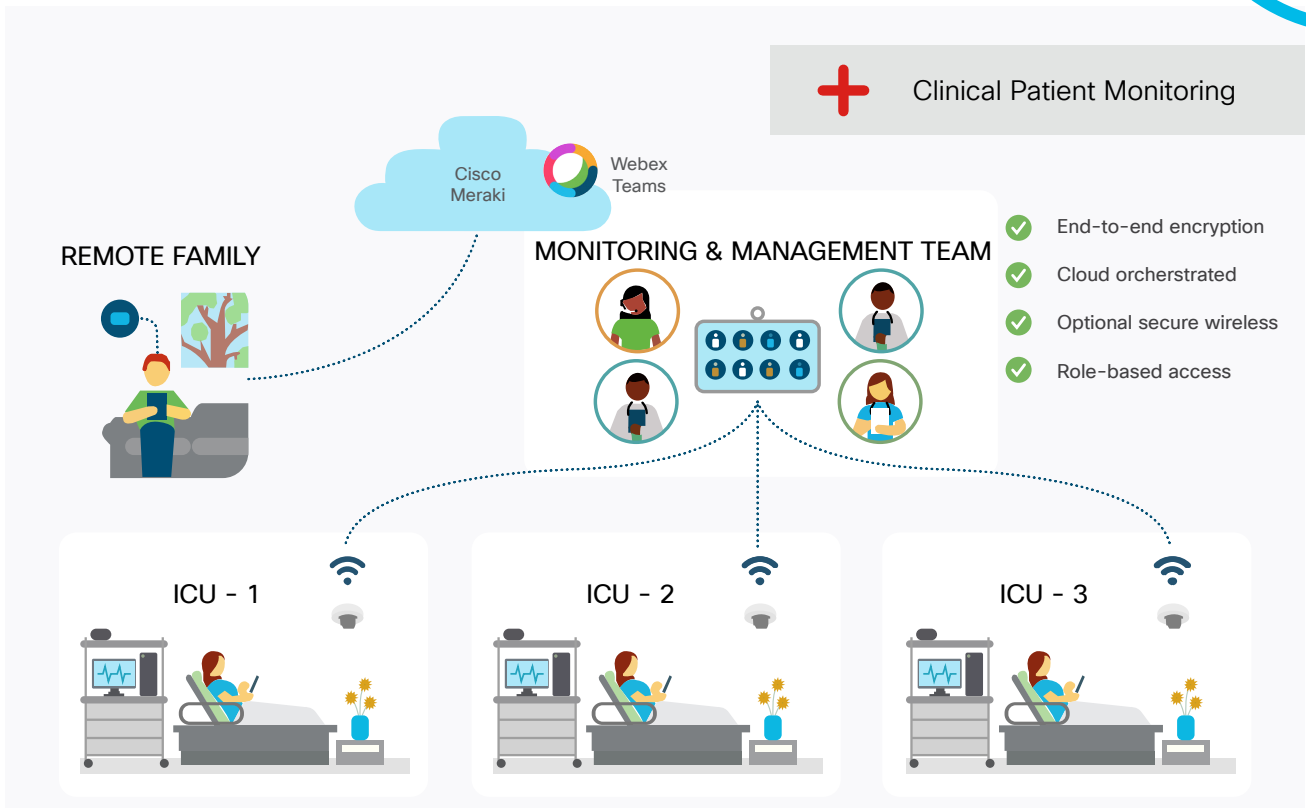 Clinical Patient Monitoring
Cisco
Meraki
Webex
Teams
REMOTE FAMILY
MONITORING & MANAGEMENT TEAM
End-to-end encryption
Cloud orcherstrated
Optional secure wireless
Role-based access
ICU - 1
ICU - 2
ICU - 3